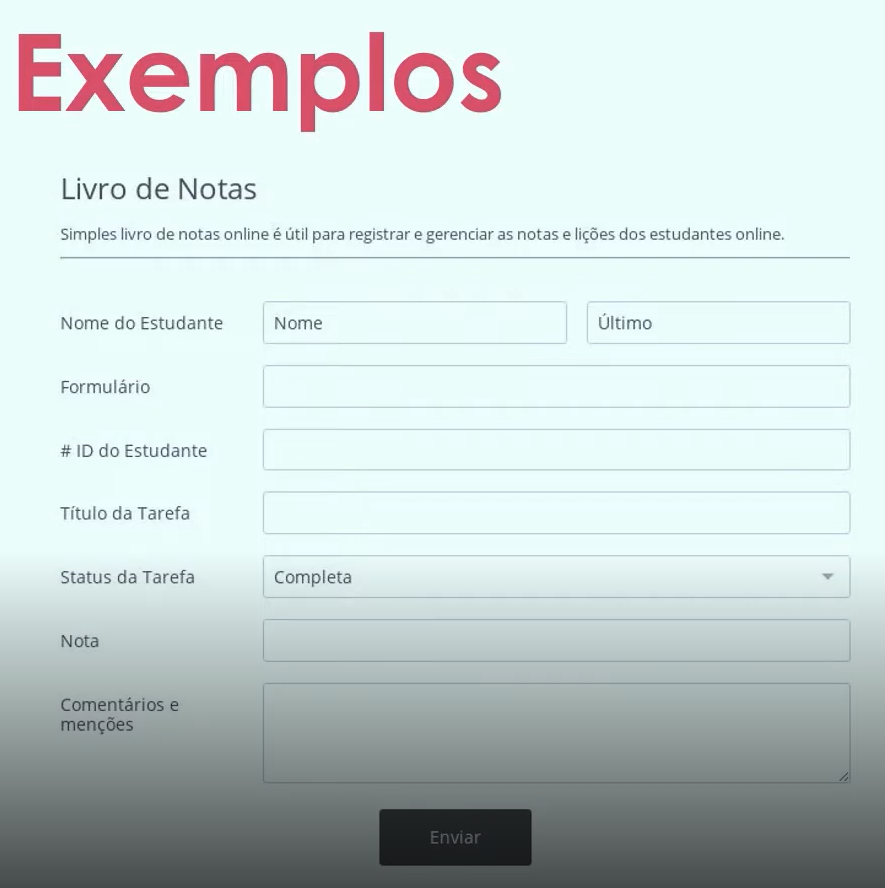 Exemplos
Livro de Notas
Simples livro de notas online é útil para registrar e gerenciar as notas e lições dos estudantes online.
Nome do Estudante Nome Último
Formulário
# ID do Estudante
Título da Tarefa
Status da Tarefa Completa
Nota
Comentários e
menções
Enviar